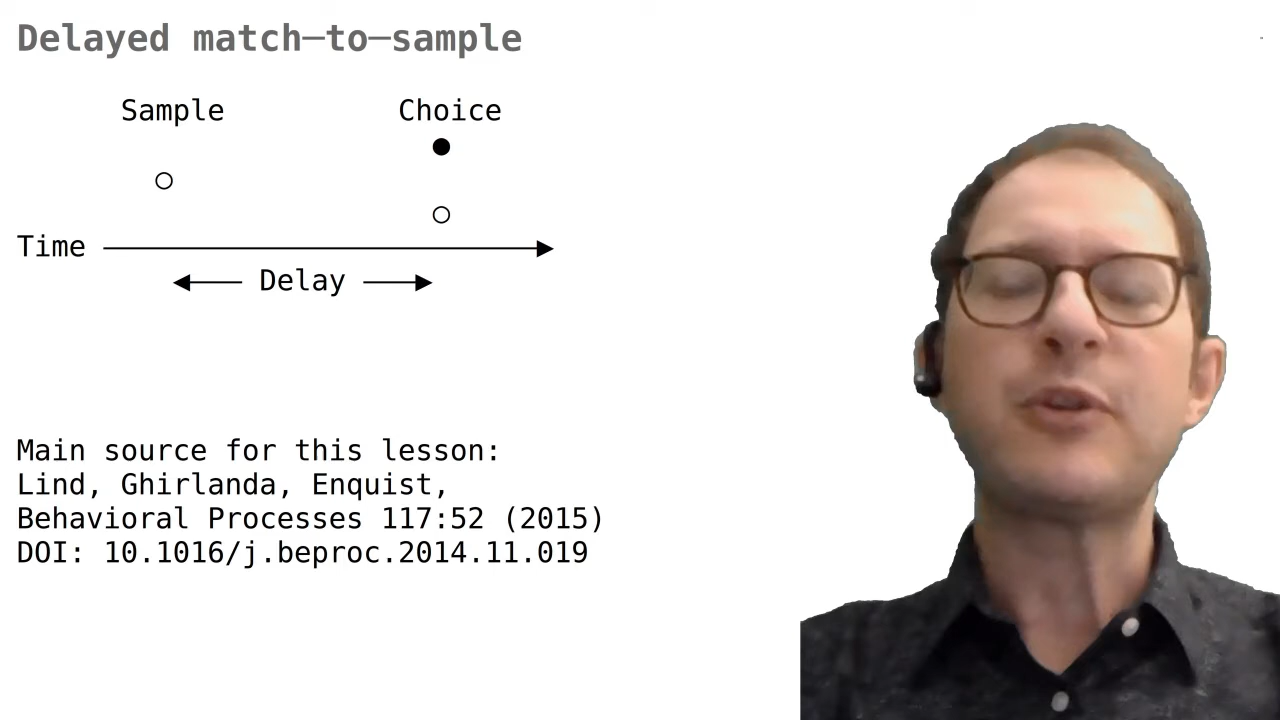 Delayed match—to—sample
Sample Choice
Time
Delay
Main source for this lesson:
Lind, Ghirlanda, Enquist,
Behavioral Processes 117:52 (2015)
DOI: 10.1016/j.beproc.2014.11.019